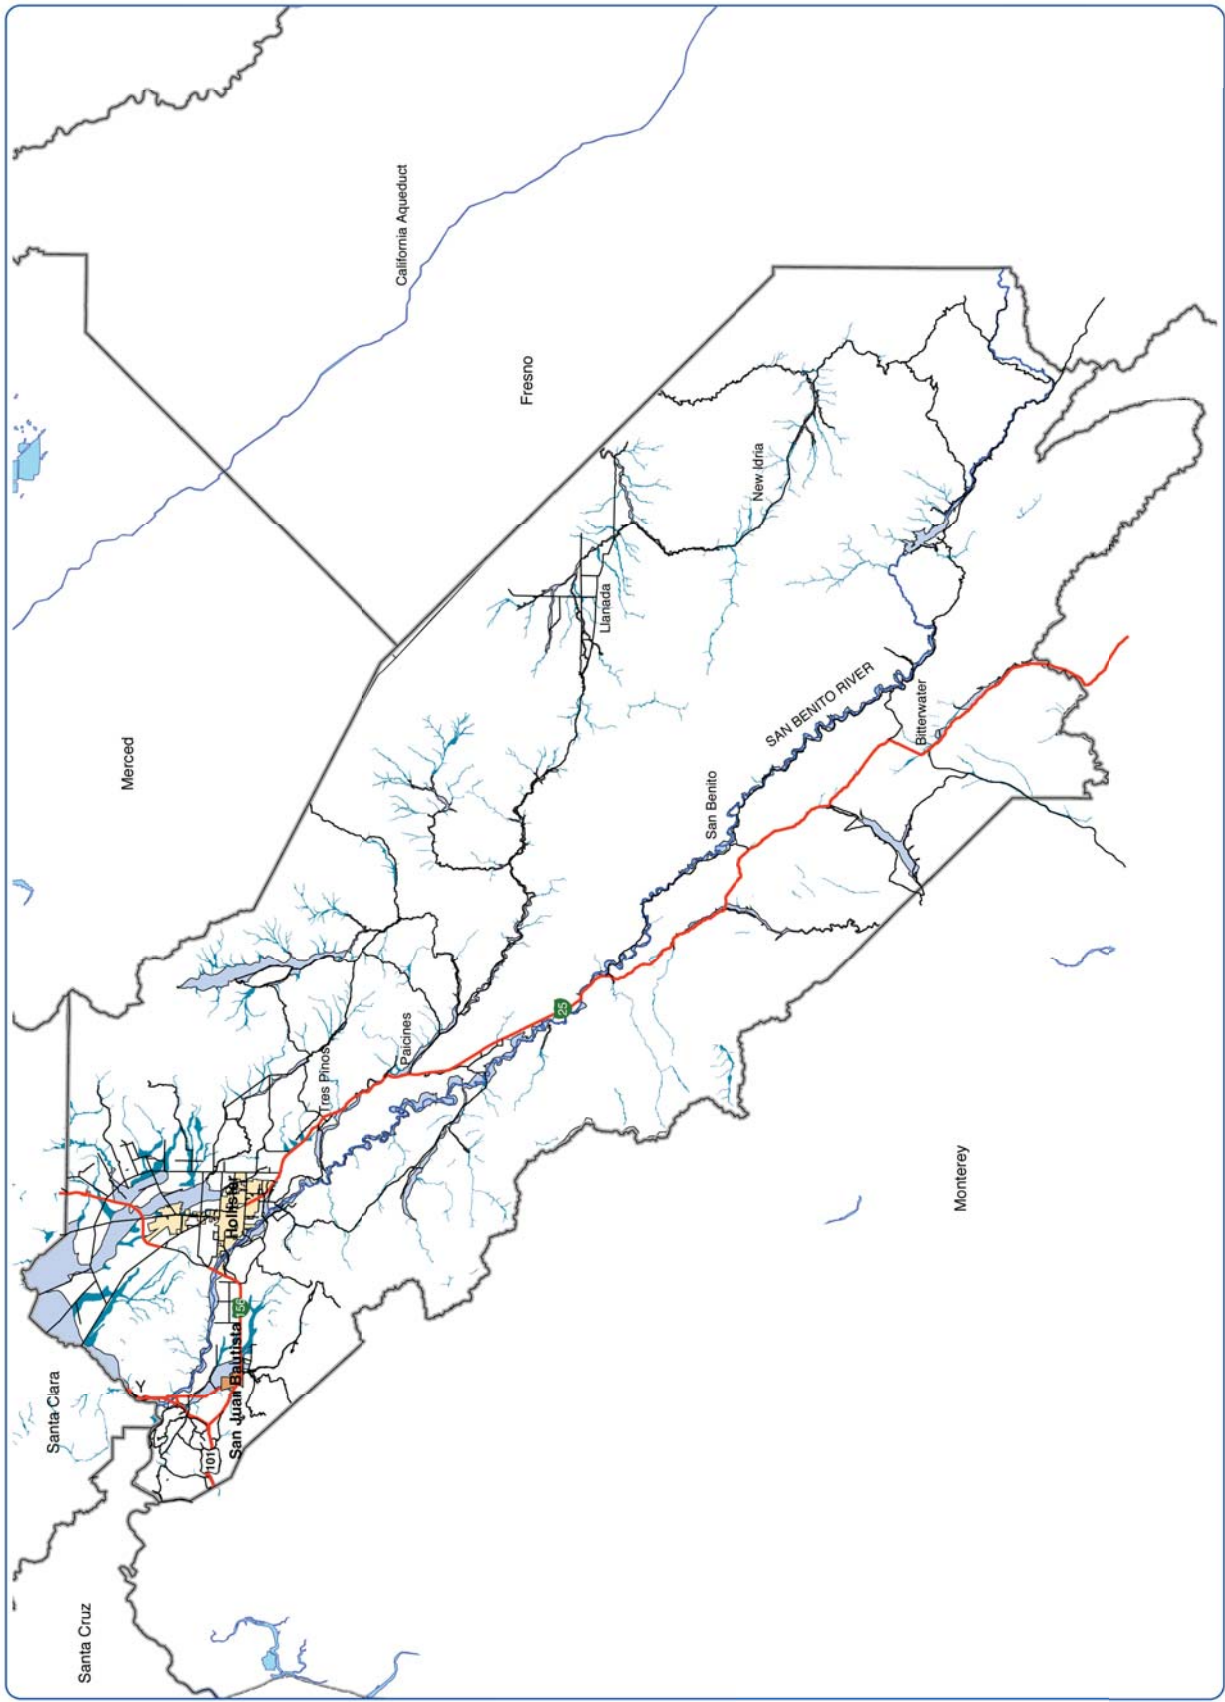 Santa Cruz
Santa Clara
Merced
Fresno
California Aqueduct
Monterey
Y
101
San Juan Bautista
156
Hollister
Tres Pinos
Paicines
25
Llanada
New Idria
San Benito
SAN BENITO RIVER
Bitterwater